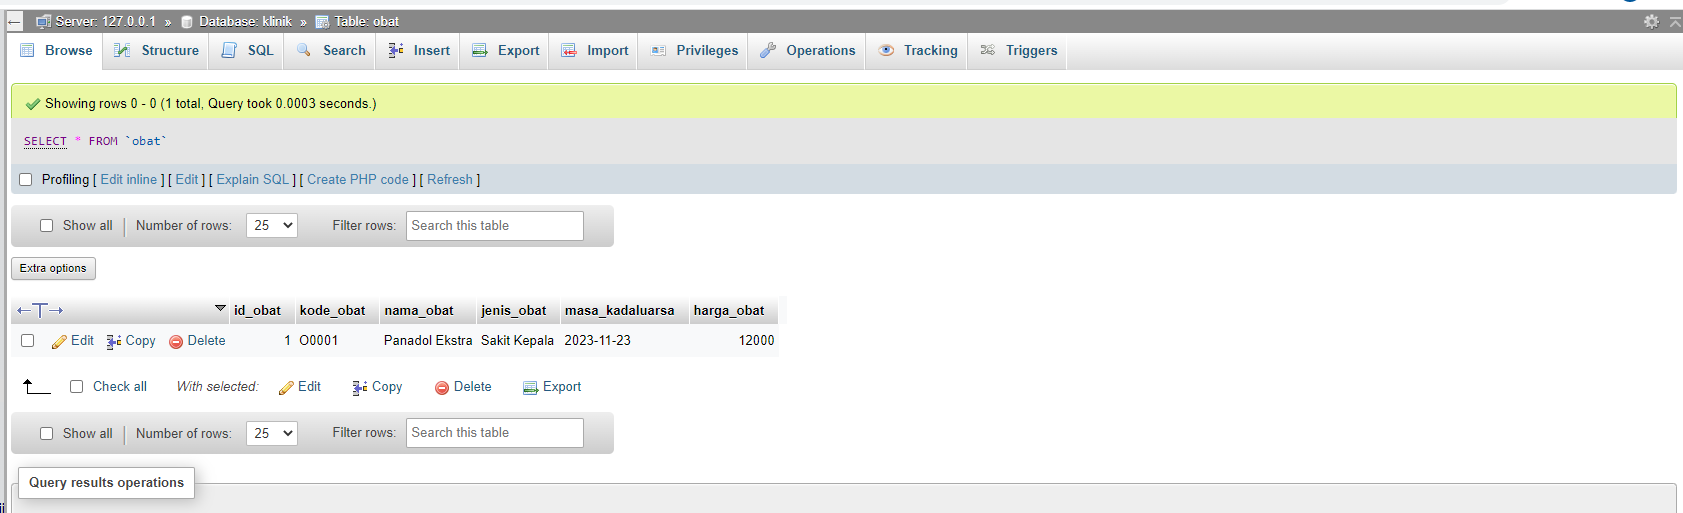 Server: 127.0.0.1 » Database: klinik » Table: obat
Browse Structure SQL Search Insert Export Import Privileges Operations Tracking Triggers
Showing rows 0 - 0 (1 total, Query took 0.0003 seconds.)
SELECT * FROM `obat`
Profiling [ Edit inline ] [ Edit ] [ Explain SQL ] [ Create PHP code ] [ Refresh ]
Show all | Number of rows: 25 Filter rows: Search this table
Extra options
←T→ id_obat kode_obat nama_obat jenis_obat masa_kadaluarsa harga_obat
Edit Copy Delete 1 O0001 Panadol Ekstra Sakit Kepala 2023-11-23 12000
Check all With selected: Edit Copy Delete Export
Show all | Number of rows: 25 Filter rows: Search this table
Query results operations